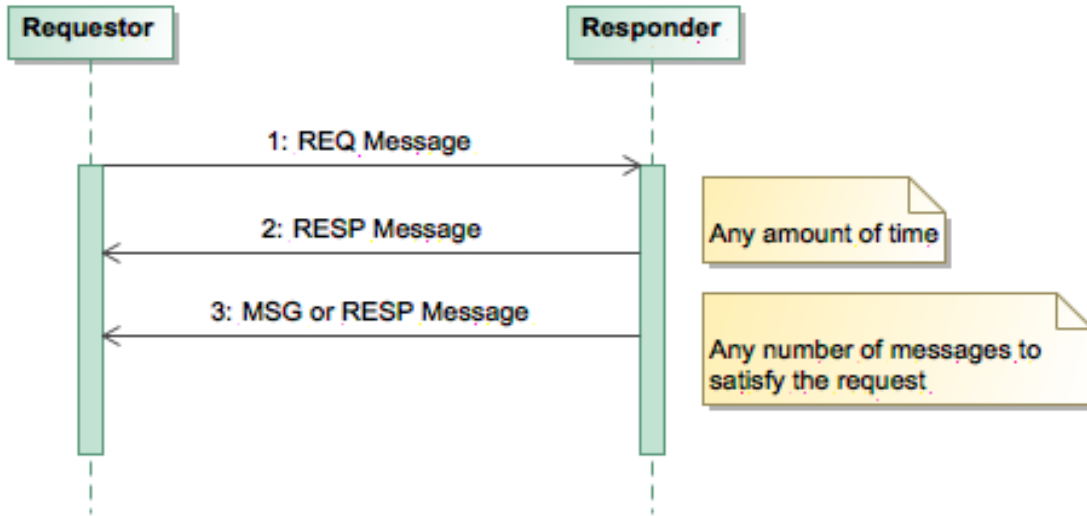 Requestor
Responder
1: REQ Message
2: RESP Message
Any amount of time
3: MSG or RESP Message
Any number of messages to
satisfy the request